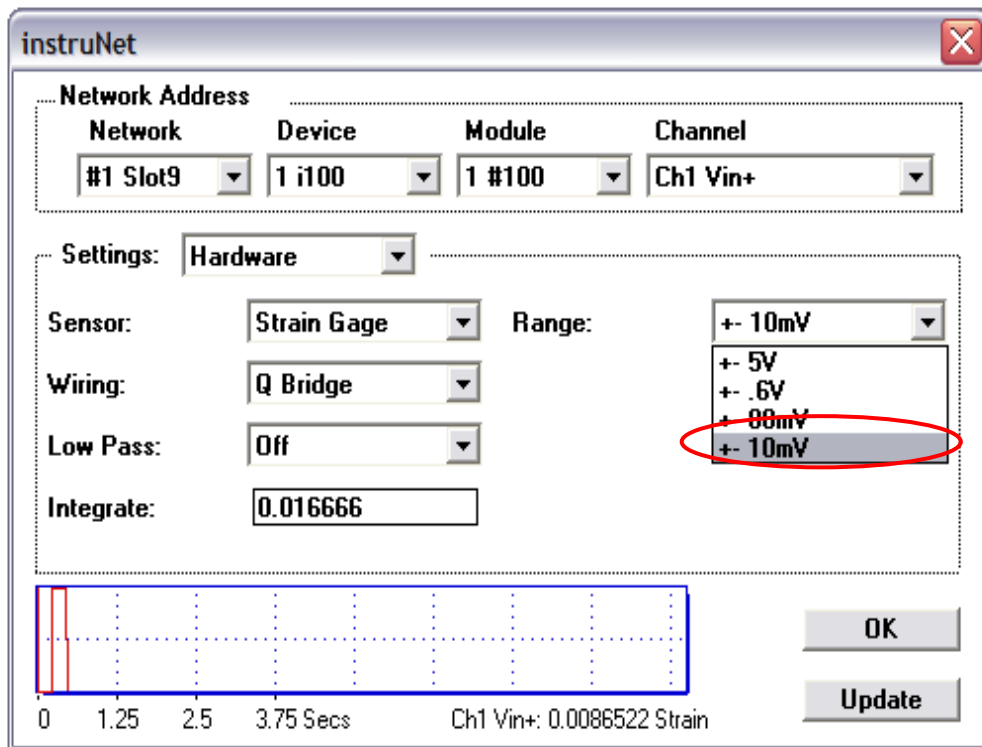 instruNet
Network Address
Network Device Module Channel
#1 Slot9 1 i100 1 #100 Ch1 Vin+
Settings: Hardware
Sensor: Strain Gage Range: +- 10mV
+- 5V
Wiring: Q Bridge +- .6V
+- 80mV
Low Pass: Off +- 10mV
Integrate: 0.016666
OK
Update
0 1.25 2.5 3.75 Secs Ch1 Vin+: 0.0086522 Strain